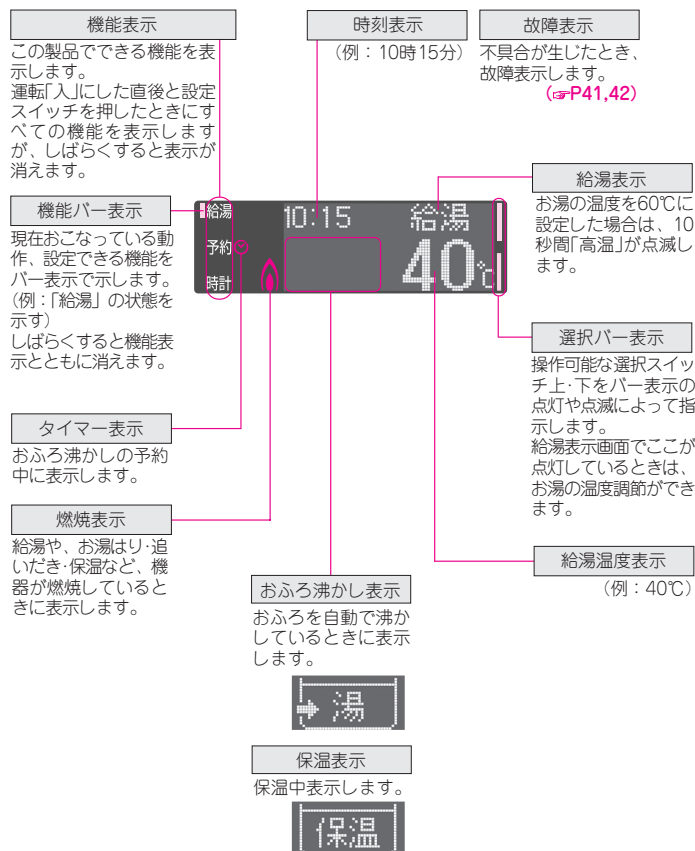 機能表示
この製品でできる機能を表
示します。
運転「入」にした直後と設定
スイッチを押したときにす
べての機能を表示します
が、しばらくすると表示が
消えます。
時刻表示
(例：10時15分)
故障表示
不具合が生じたとき、
故障表示します。
(☞P41,42)
機能バー表示
現在おこなっている動
作、設定できる機能を
バー表示で示します。
(例：「給湯」の状態を
示す)
しばらくすると機能表
示とともに消えます。
給湯
予約
時計
10:15
給湯
40℃
給湯表示
お湯の温度を60℃に
設定した場合は、10
秒間「高温」が点滅し
ます。
選択バー表示
操作可能な選択スイッ
チ上・下をバー表示の
点灯や点滅によって指
示します。
給湯表示画面でここが
点灯しているときは、
お湯の温度調節ができ
ます。
タイマー表示
おふろ沸かしの予約
中に表示します。
燃焼表示
給湯や、お湯はり・追
いだき・保温など、機
器が燃焼していると
きに表示します。
給湯温度表示
(例：40℃)
おふろ沸かし表示
おふろを自動で沸か
しているときに表示
します。
湯
保温表示
保温中表示します。
保温